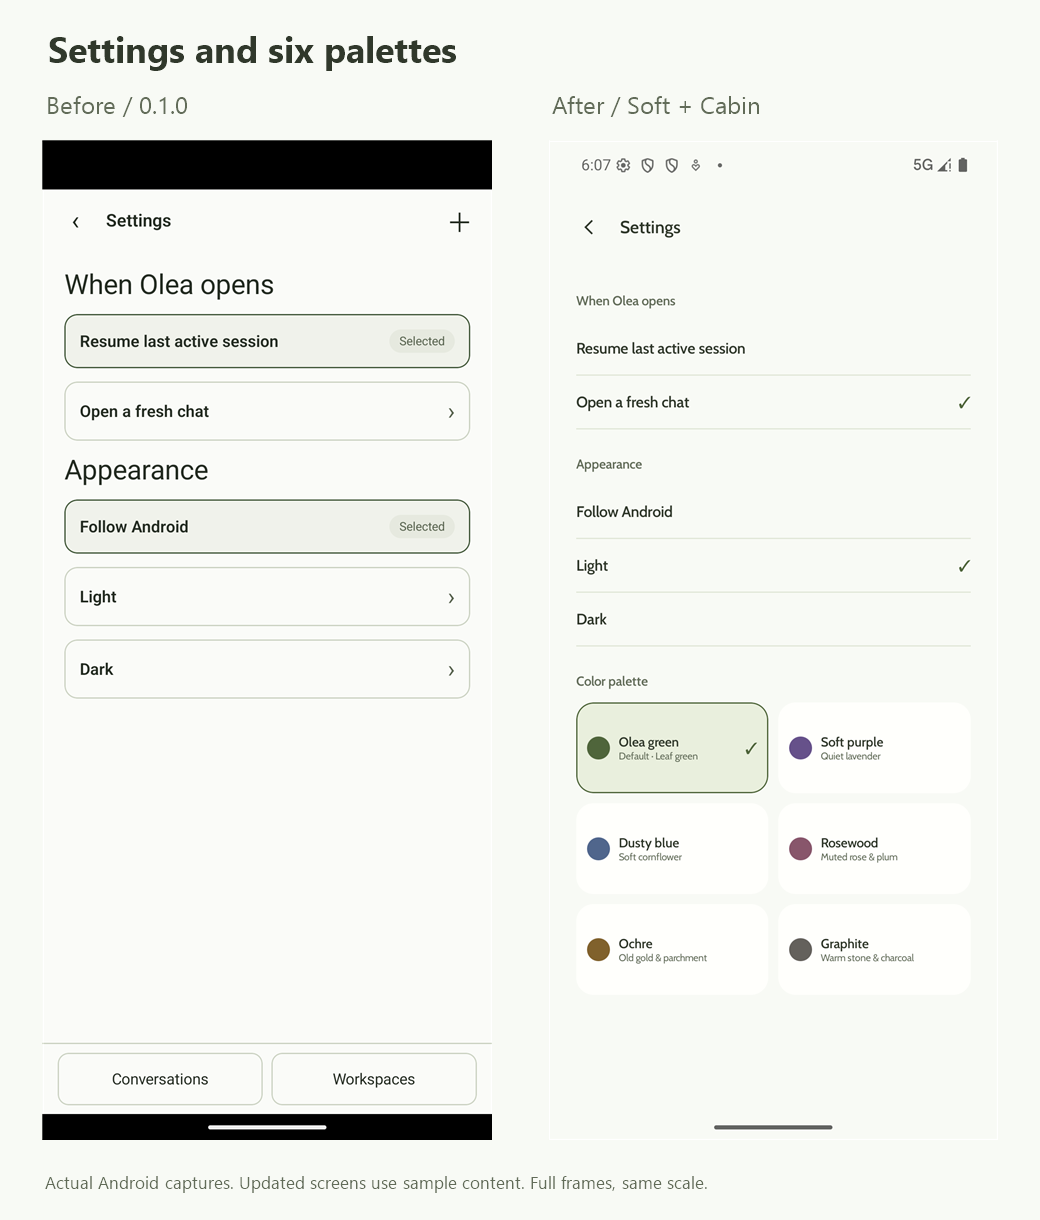 Settings and six palettes
Before / 0.1.0
Settings
When Olea opens
Resume last active session
Selected
Open a fresh chat
Appearance
Follow Android
Selected
Light
Dark
Conversations
Workspaces
After / Soft + Cabin
6:07
5G
Settings
When Olea opens
Resume last active session
Open a fresh chat
Appearance
Follow Android
Light
Dark
Color palette
Olea green
Default · Leaf green
Soft purple
Quiet lavender
Dusty blue
Soft cornflower
Rosewood
Muted rose & plum
Ochre
Old gold & parchment
Graphite
Warm stone & charcoal
Actual Android captures. Updated screens use sample content. Full frames, same scale.